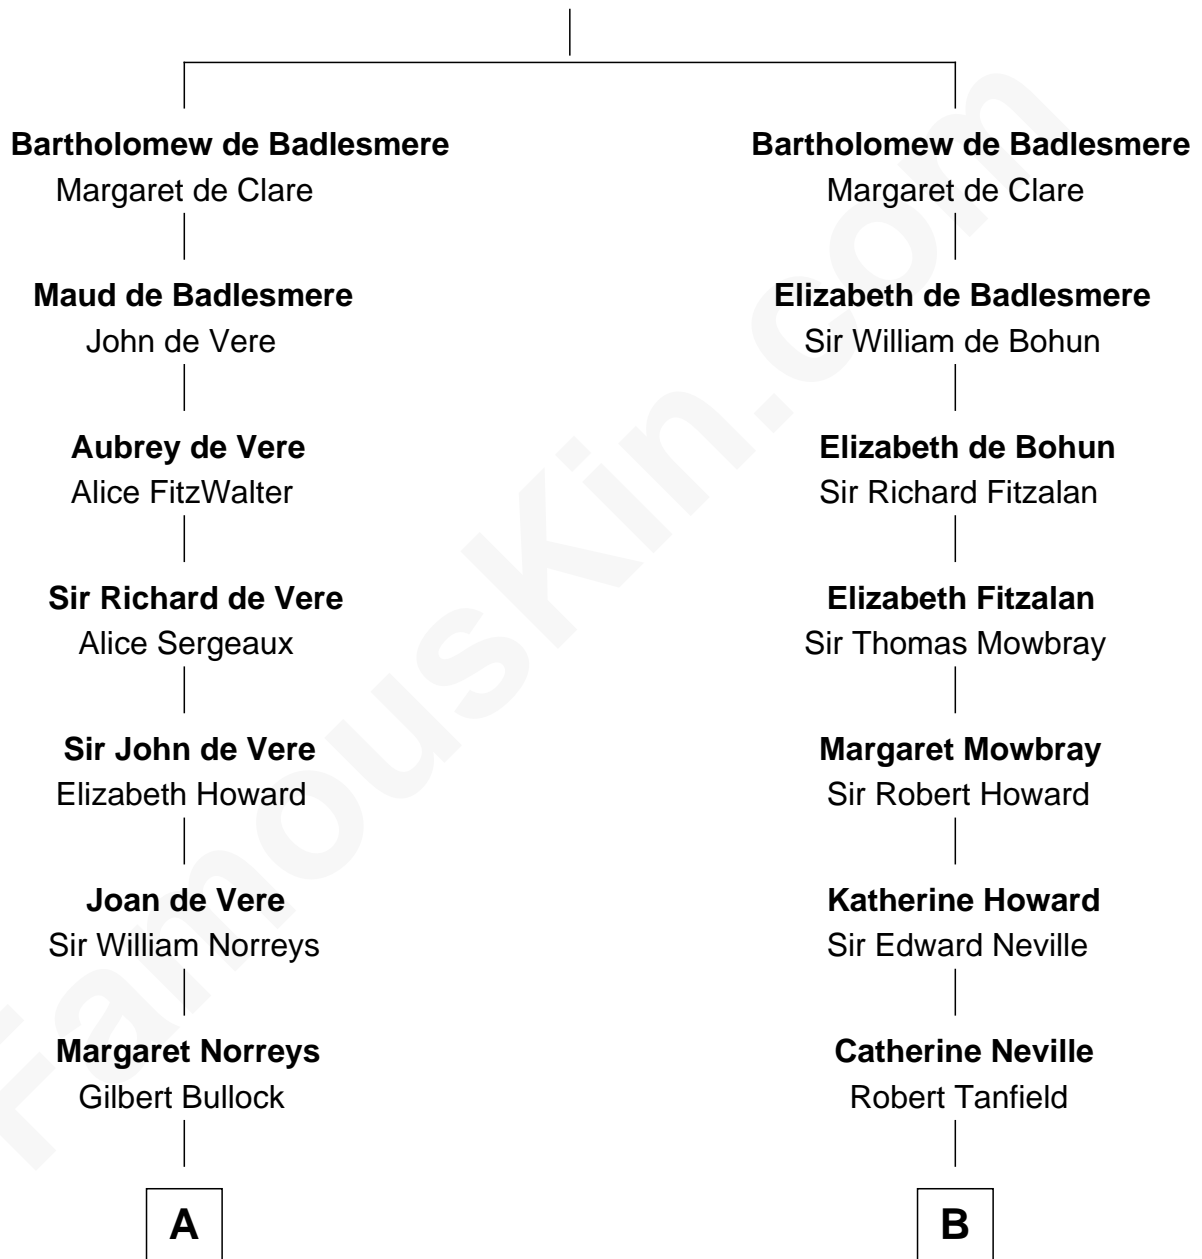 Bartholomew de Badlesmere
Margaret de Clare
Maud de Badlesmere
John de Vere
Aubrey de Vere
Alice FitzWalter
Sir Richard de Vere
Alice Sergeaux
Sir John de Vere
Elizabeth Howard
Joan de Vere
Sir William Norreys
Margaret Norreys
Gilbert Bullock
A
Bartholomew de Badlesmere
Margaret de Clare
Elizabeth de Badlesmere
Sir William de Bohun
Elizabeth de Bohun
Sir Richard Fitzalan
Elizabeth Fitzalan
Sir Thomas Mowbray
Margaret Mowbray
Sir Robert Howard
Katherine Howard
Sir Edward Neville
Catherine Neville
Robert Tanfield
B
FamousKin.com